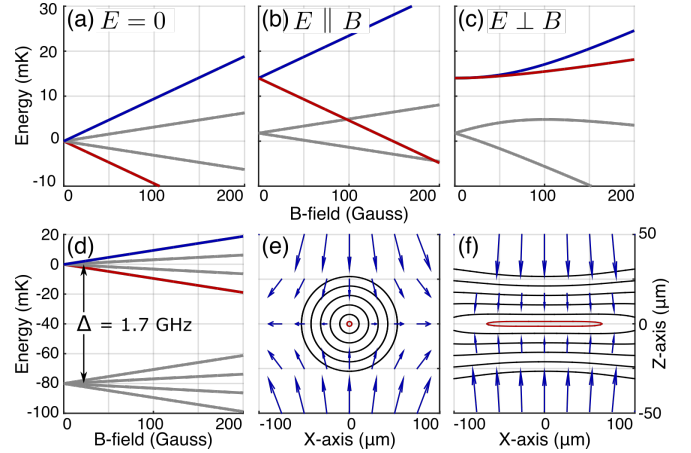 (a) E = 0
(b) E ∥ B
(c) E ⊥ B
Energy (mK)
30
20
10
0
-10
0 100 200
0 100 200
0 100 200
B-field (Gauss)
(d)
(e)
(f)
Energy (mK)
20
0
-20
-40
-60
-80
-100
Δ = 1.7 GHz
0 100 200
B-field (Gauss)
-100 0 100
X-axis (μm)
-100 0 100
X-axis (μm)
50
0
-50
Z-axis (μm)